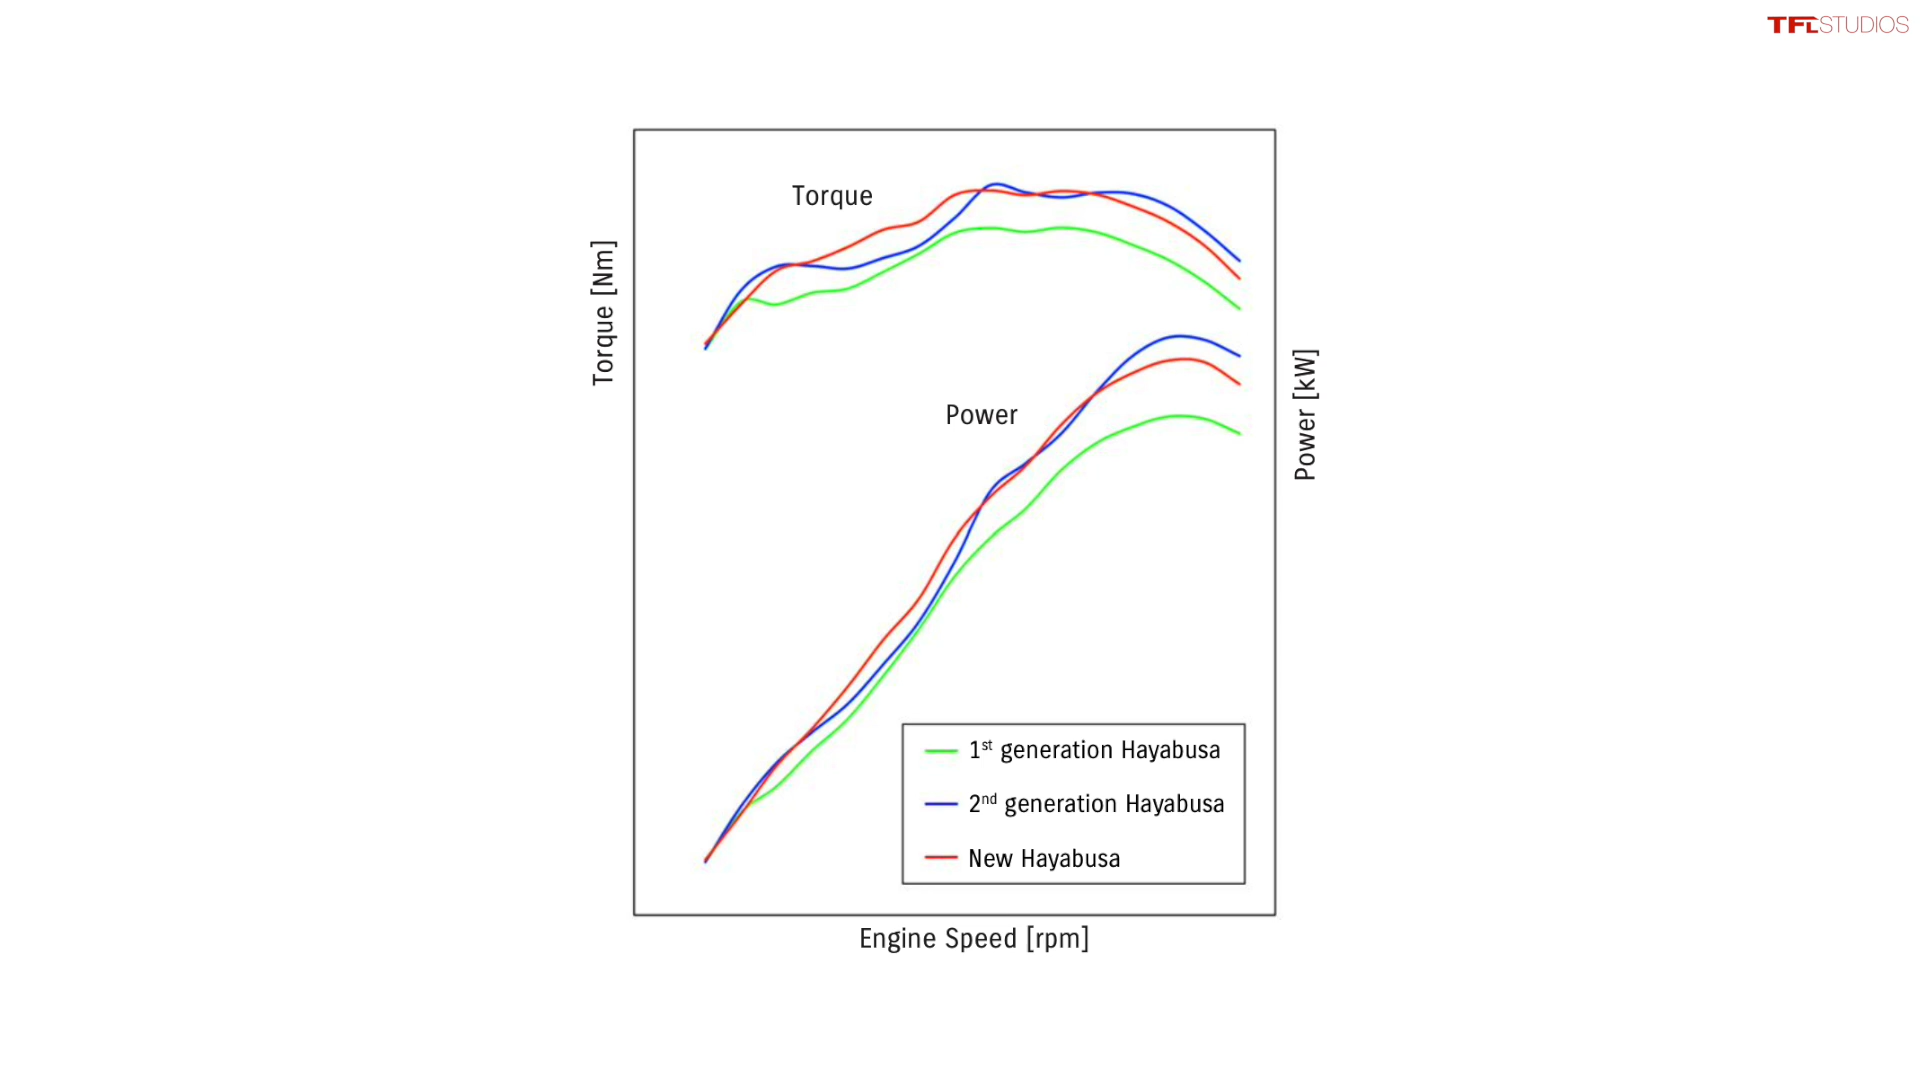 TFLSTUDIOS
Torque
Torque [Nm]
Power
Power [kW]
1st generation Hayabusa
2nd generation Hayabusa
New Hayabusa
Engine Speed [rpm]